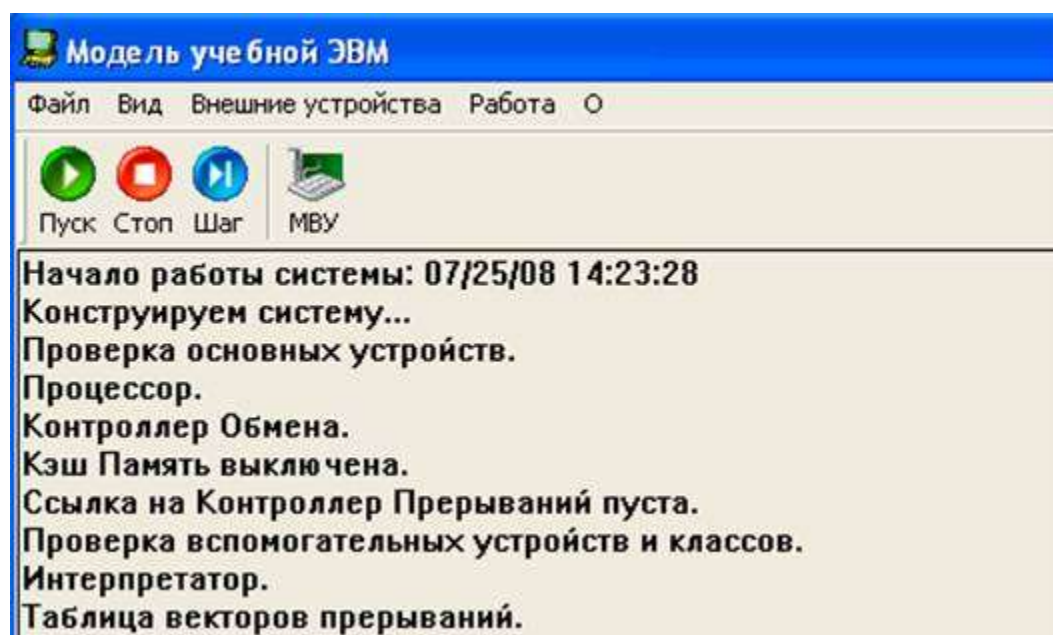 Модель учебной ЭВМ
Файл Вид Внешние устройства Работа О
Пуск Стоп Шаг МВУ
Начало работы системы: 07/25/08 14:23:28
Конструируем систему...
Проверка основных устройств.
Процессор.
Контроллер Обмена.
Кэш Память выключена.
Ссылка на Контроллер Прерываний пуста.
Проверка вспомогательных устройств и классов.
Интерпретатор.
Таблица векторов прерываний.